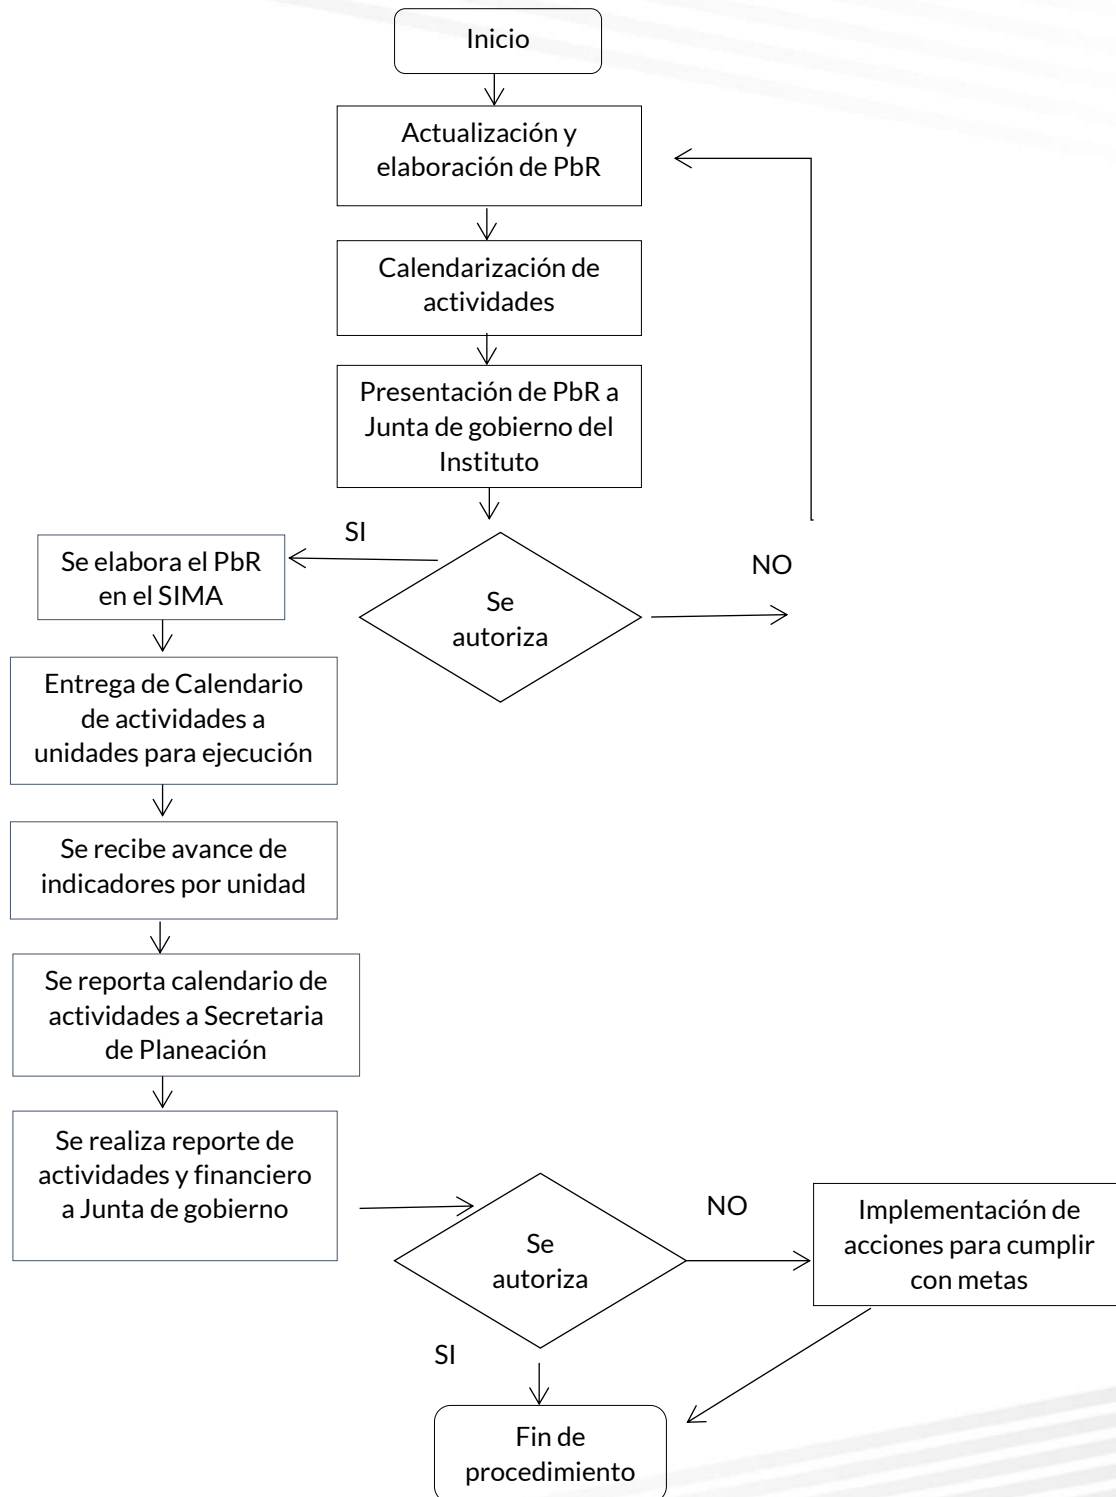 Inicio
Actualización y
elaboración de PbR
Calendarización de
actividades
Presentación de PbR a
Junta de gobierno del
Instituto
SI
Se elabora el PbR
en el SIMA
Se
autoriza
NO
Entrega de Calendario
de actividades a
unidades para ejecución
Se recibe avance de
indicadores por unidad
Se reporta calendario de
actividades a Secretaria
de Planeación
Se realiza reporte de
actividades y financiero
a Junta de gobierno
Se
autoriza
NO
Implementación de
acciones para cumplir
con metas
SI
Fin de
procedimiento